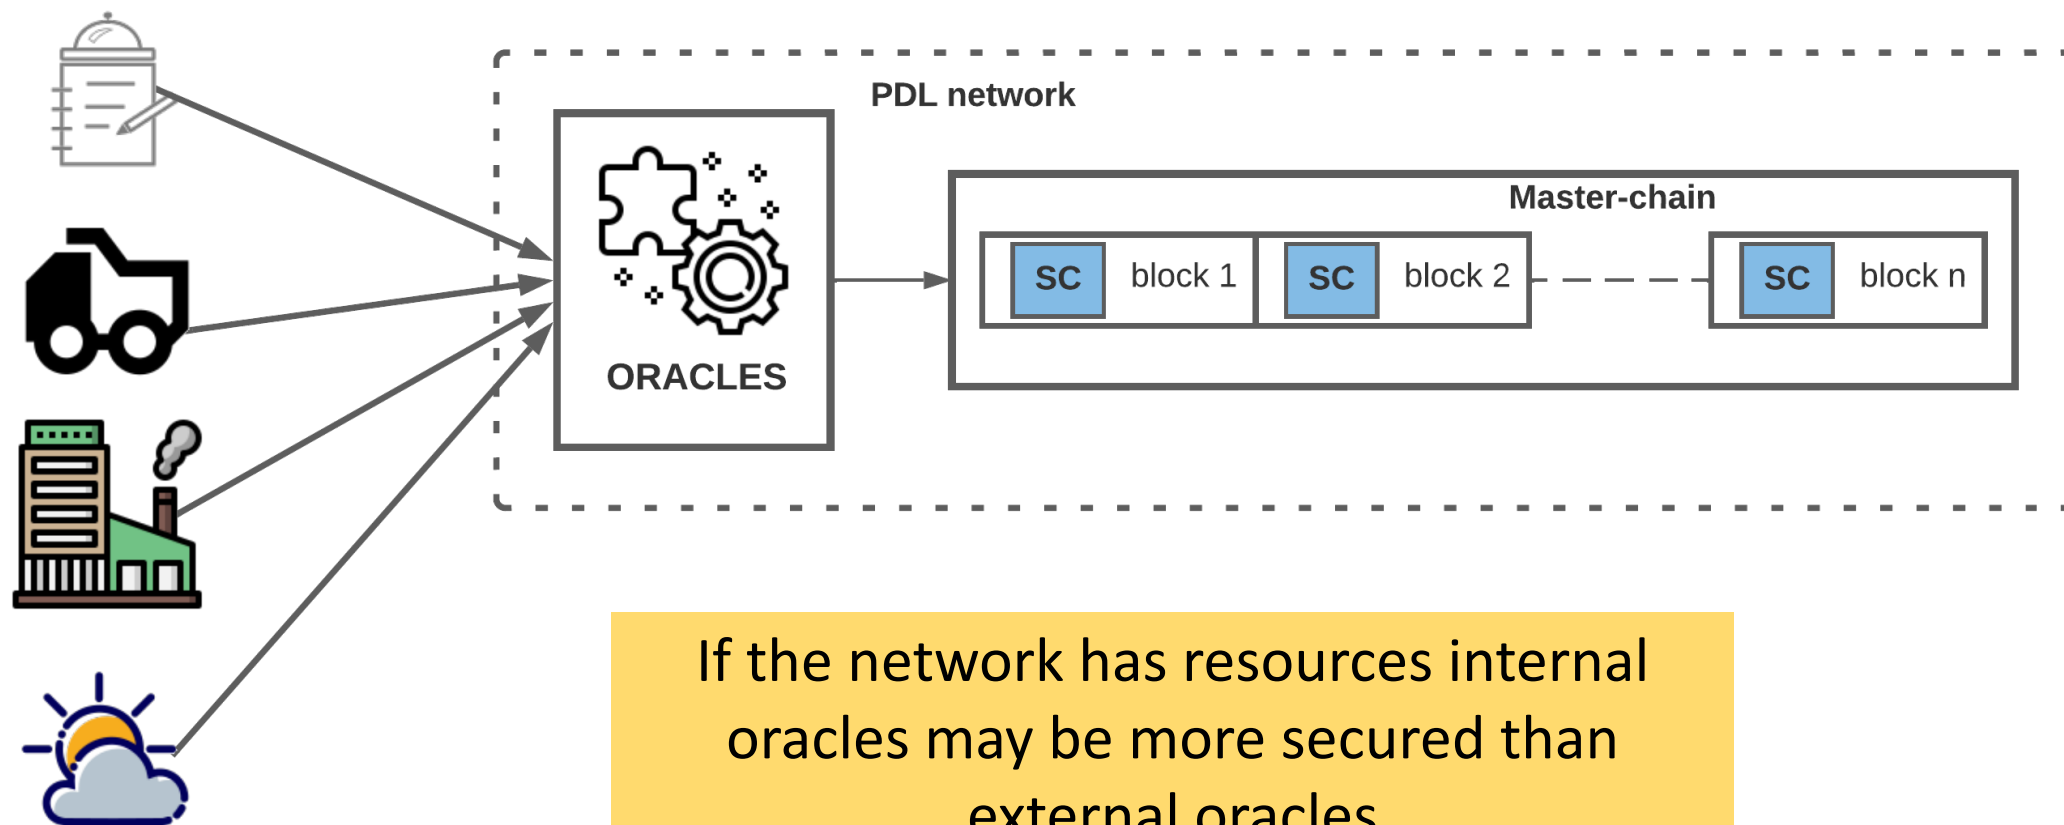 PDL network
Master-chain
SC block 1 SC block 2 SC block n
ORACLES
If the network has resources internal
oracles may be more secured than
external oracles